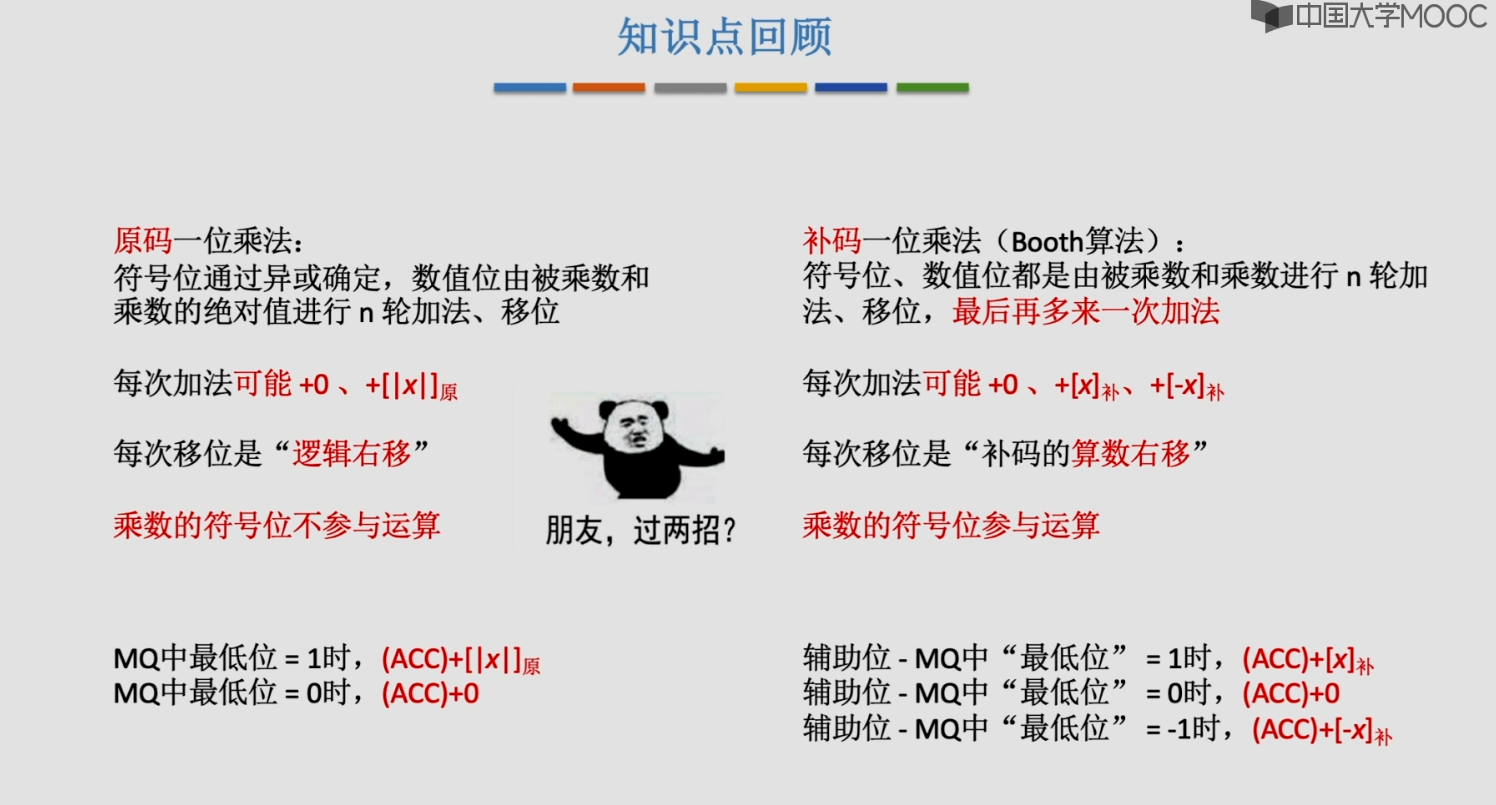 中国大学MOOC
知识点回顾
原码一位乘法：
符号位通过异或确定，数值位由被乘数和
乘数的绝对值进行 n 轮加法、移位
每次加法可能 +0 、+[|x|]原
每次移位是“逻辑右移”
乘数的符号位不参与运算
MQ中最低位 = 1时，(ACC)+[|x|]原
MQ中最低位 = 0时，(ACC)+0
朋友，过两招？
补码一位乘法（Booth算法）：
符号位、数值位都是由被乘数和乘数进行 n 轮加
法、移位，最后再多来一次加法
每次加法可能 +0 、+[x]补、+[-x]补
每次移位是“补码的算数右移”
乘数的符号位参与运算
辅助位 - MQ中“最低位” = 1时，(ACC)+[x]补
辅助位 - MQ中“最低位” = 0时，(ACC)+0
辅助位 - MQ中“最低位” = -1时，(ACC)+[-x]补